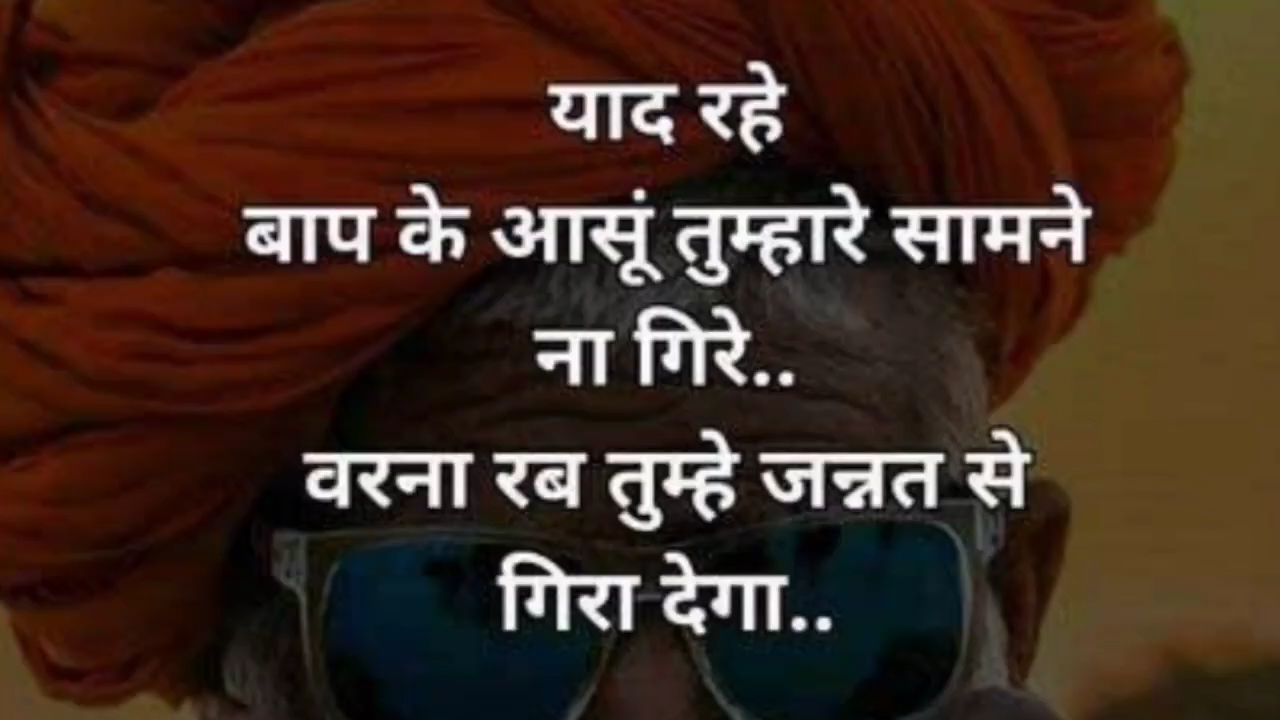 याद रहे
बाप के आसूं तुम्हारे सामने
ना गिरे..
वरना रब तुम्हे जन्नत से
गिरा देगा..